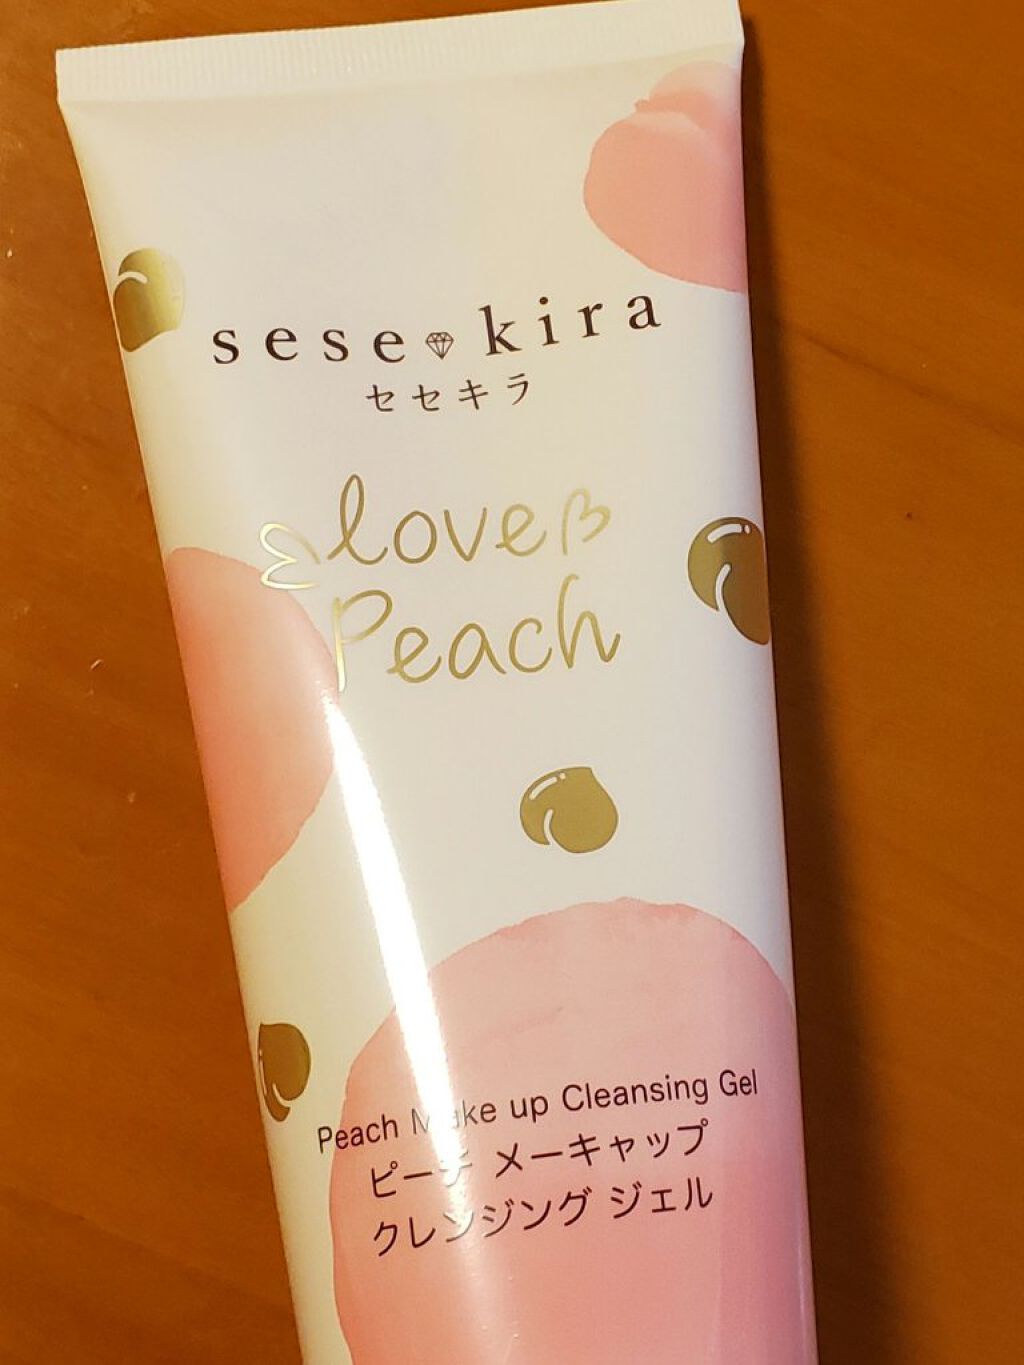 sese kira
セセキラ
love
Peach
Peach Make up Cleansing Gel
ピーチ メーキャップ
クレンジング ジェル